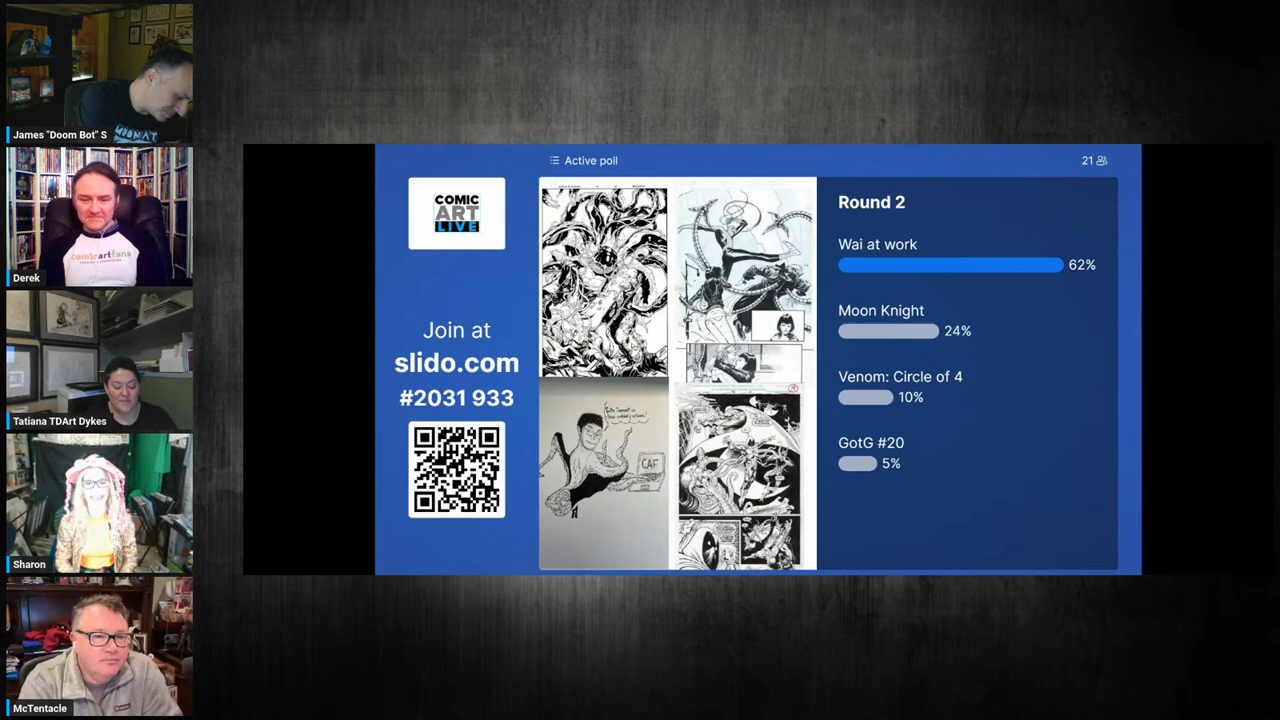 James "Doom Bot" S
comicartfans
Derek
Tatiana TDArt Dykes
Sharon
McTentacle
Active poll
21
COMIC
ART
LIVE
Join at
slido.com
#2031 933
CAF
Round 2
Wai at work
62%
Moon Knight
24%
Venom: Circle of 4
10%
GotG #20
5%